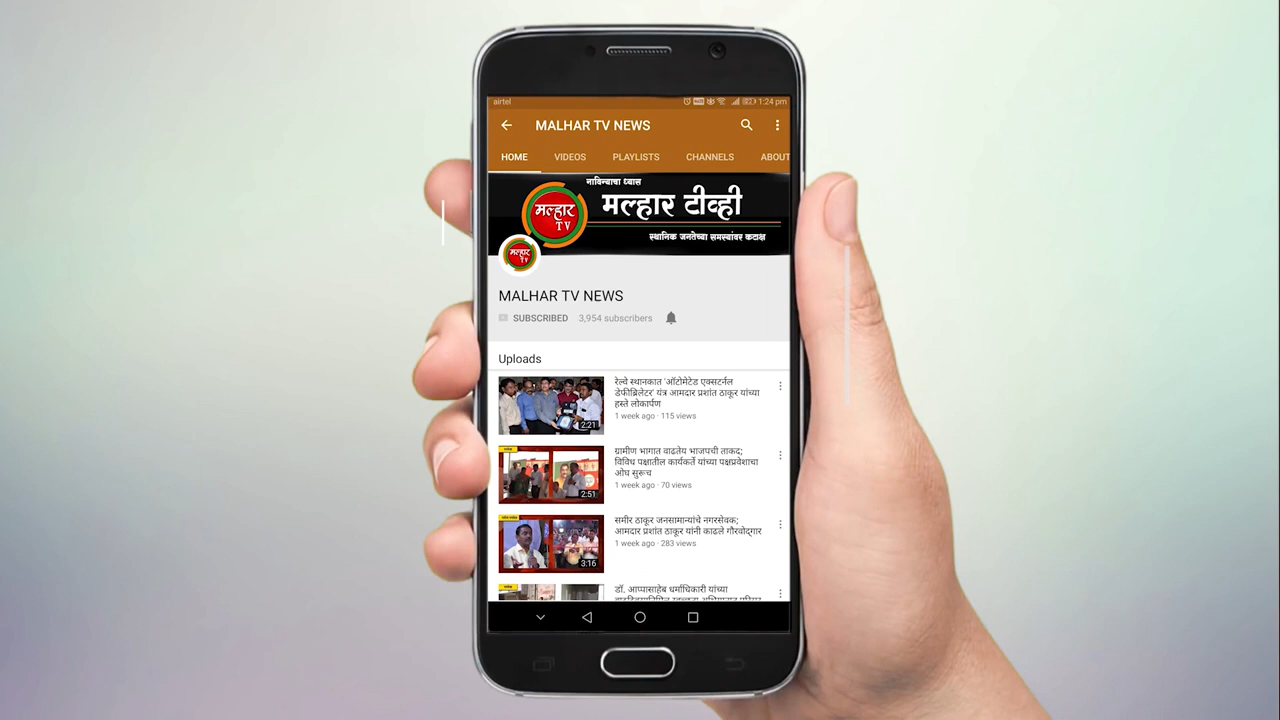 airtel 1:24 pm
MALHAR TV NEWS
HOME VIDEOS PLAYLISTS CHANNELS ABOUT
नाविन्याचा ध्यास
मल्हार टीव्ही
मल्हार
TV
स्थानिक जनतेच्या समस्यांवर कटाक्ष
मल्हार
TV
MALHAR TV NEWS
SUBSCRIBED 3,954 subscribers
Uploads
रेल्वे स्थानकात 'ऑटोमेटेड एक्सटर्नल
डेफीब्रिलेटर' यंत्र आमदार प्रशांत ठाकूर यांच्या
हस्ते लोकार्पण
1 week ago · 115 views
2:21
ग्रामीण भागात वाढतेय भाजपची ताकद;
विविध पक्षातील कार्यकर्ते यांच्या पक्षप्रवेशाचा
ओघ सुरूच
1 week ago · 70 views
2:51
समीर ठाकूर जनसामान्यांचे नगरसेवक;
आमदार प्रशांत ठाकूर यांनी काढले गौरवोद्गार
1 week ago · 283 views
3:16
डॉ. आप्पासाहेब धर्माधिकारी यांच्या